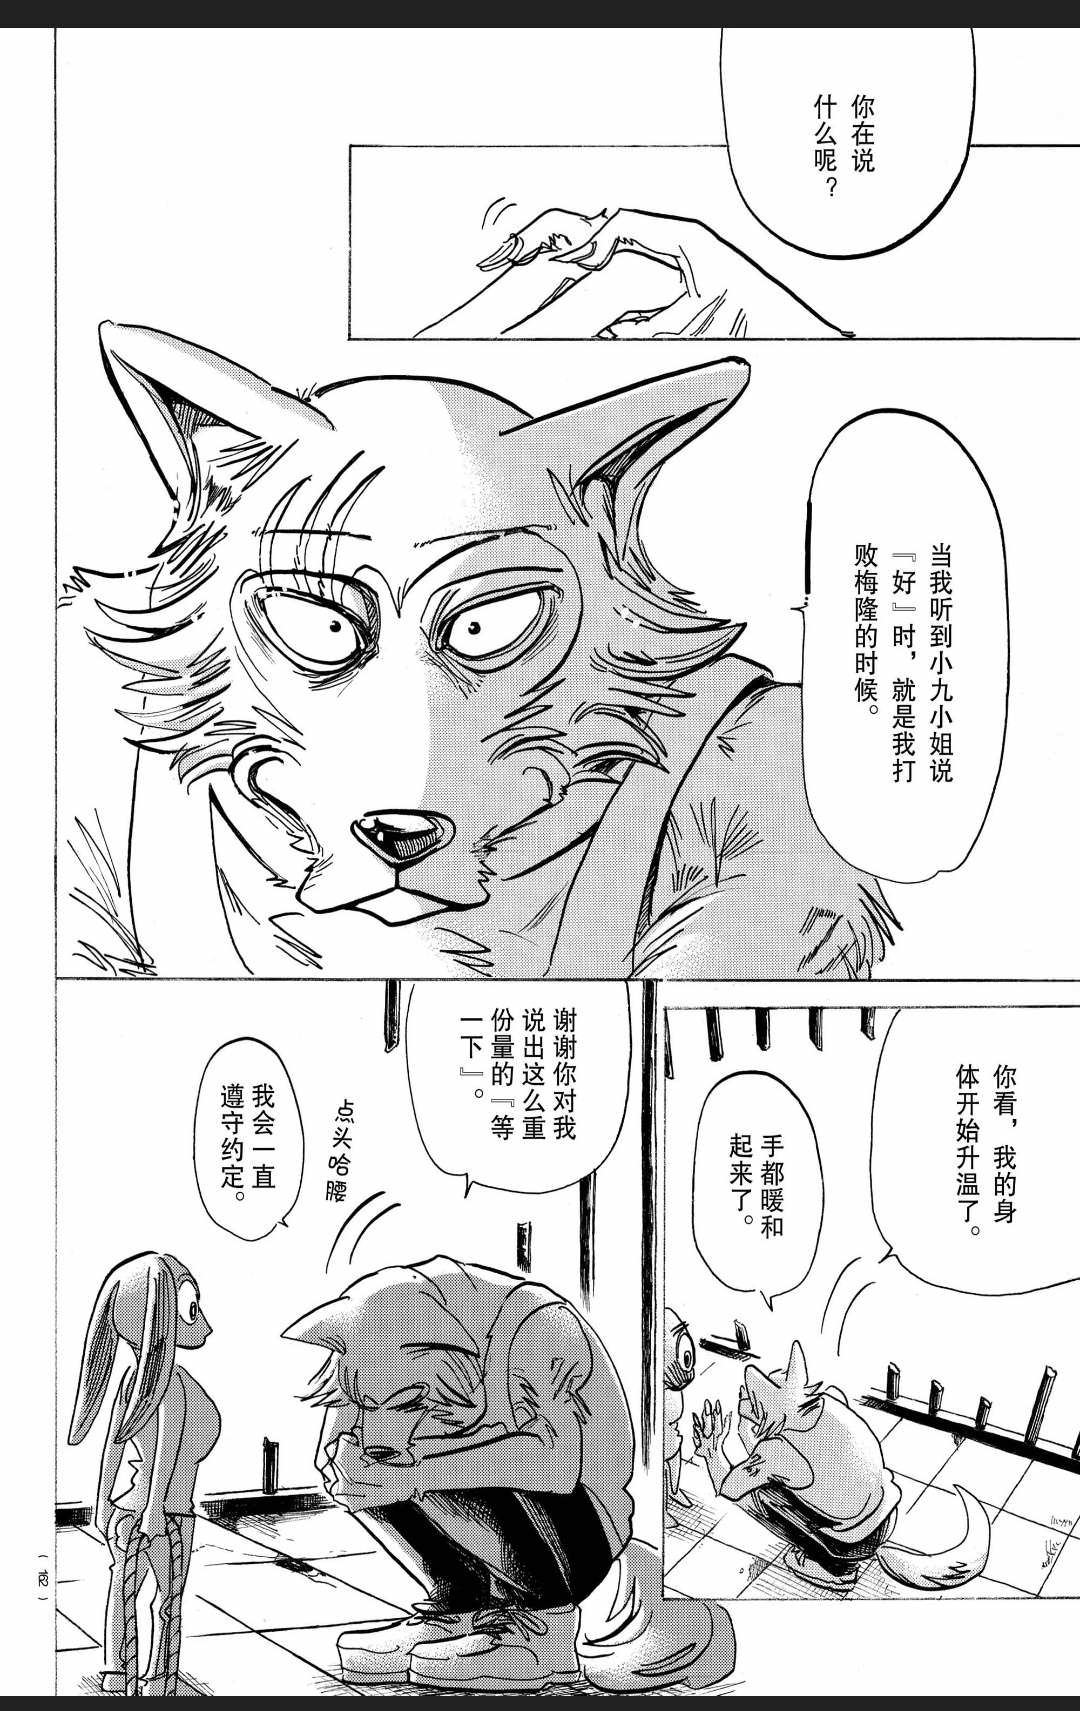 你在说
什么呢？
当我听到小九小姐说
『好』时，就是我打
败梅隆的时候。
你看，我的身
体开始升温了。
手都暖和
起来了。
谢谢你对我
说出这么重
份量的『等
一下』。
点头哈腰
我会一直
遵守约定。
（162）